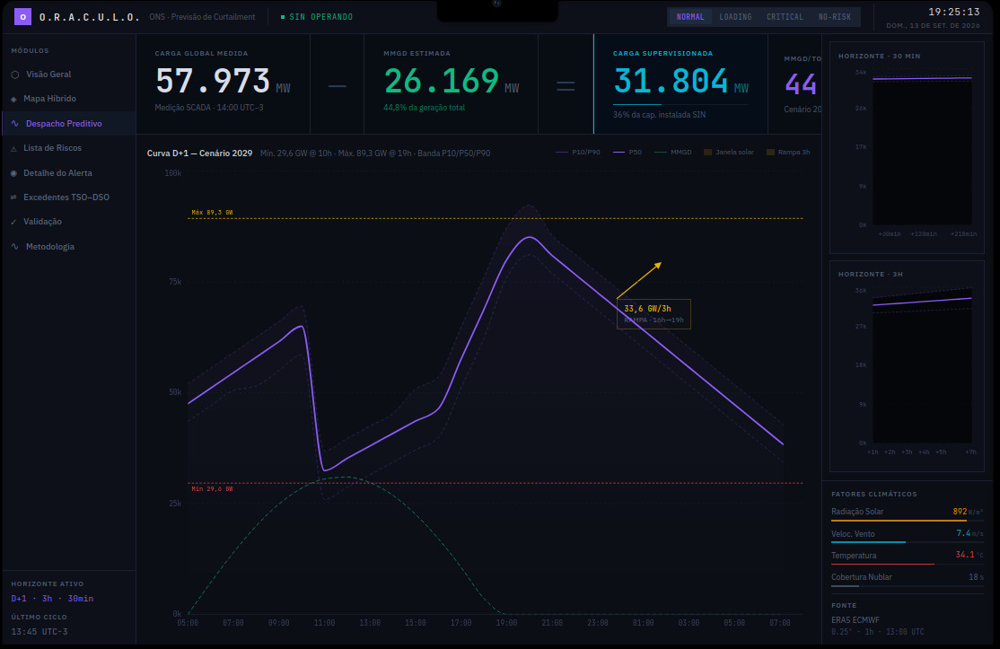 O
O.R.A.C.U.L.O.
ONS · Previsão de Curtailment
SIN OPERANDO
NORMAL
LOADING
CRITICAL
NO-RISK
19:25:13
DOM., 13 DE SET. DE 2026
MÓDULOS
Visão Geral
Mapa Híbrido
Despacho Preditivo
Lista de Riscos
Detalhe do Alerta
Excedentes TSO–DSO
Validação
Metodologia
HORIZONTE ATIVO
D+1 · 3h · 30min
ÚLTIMO CICLO
13:45 UTC-3
CARGA GLOBAL MEDIDA
57.973 MW
Medição SCADA · 14:00 UTC−3
—
MMGD ESTIMADA
26.169 MW
44,8% da geração total
=
CARGA SUPERVISIONADA
31.804 MW
36% da cap. instalada SIN
MMGD/TO
44
Cenário 20
Curva D+1 — Cenário 2029
Mín. 29,6 GW @ 10h · Máx. 89,3 GW @ 19h · Banda P10/P50/P90
P10/P90
P50
MMGD
Janela solar
Rampa 3h
100k
Máx 89,3 GW
75k
33,6 GW/3h
RAMPA · 16h→19h
50k
Mín 29,6 GW
25k
0k
05:00 07:00 09:00 11:00 13:00 15:00 17:00 19:00 21:00 23:00 01:00 03:00 05:00 07:00
HORIZONTE · 30 MIN
34k
26k
17k
9k
0k
+60min +120min +210min
HORIZONTE · 3H
36k
27k
18k
9k
0k
+1h +2h +3h +4h +5h +7h
FATORES CLIMÁTICOS
Radiação Solar 892 W/m²
Veloc. Vento 7.4 m/s
Temperatura 34.1 °C
Cobertura Nublar 18 %
FONTE
ERA5 ECMWF
0.25° · 1h · 13:00 UTC